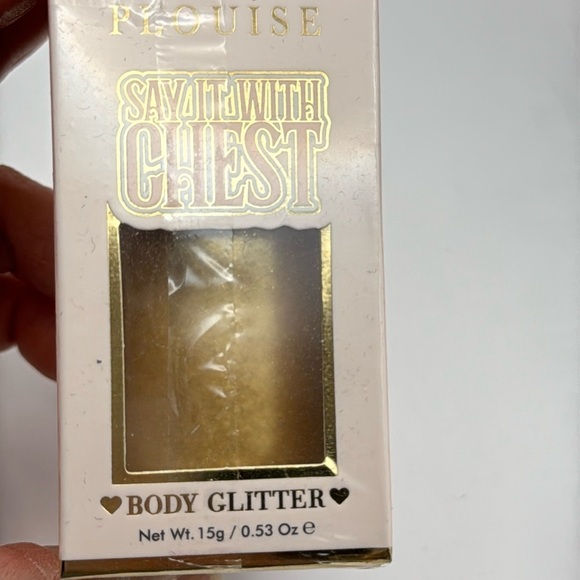 PLOUISE
SAY IT WITH
CHEST
BODY GLITTER
Net Wt. 15g / 0.53 Oz ℮